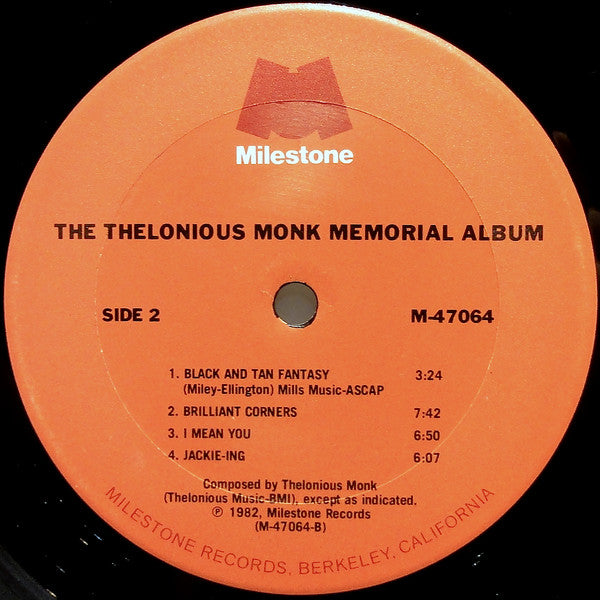 Milestone
THE THELONIOUS MONK MEMORIAL ALBUM
SIDE 2
M-47064
1. BLACK AND TAN FANTASY 3:24
(Miley-Ellington) Mills Music-ASCAP
2. BRILLIANT CORNERS 7:42
3. I MEAN YOU 6:50
4. JACKIE-ING 6:07
Composed by Thelonious Monk
(Thelonious Music-BMI), except as indicated.
℗ 1982, Milestone Records
(M-47064-B)
MILESTONE RECORDS, BERKELEY, CALIFORNIA